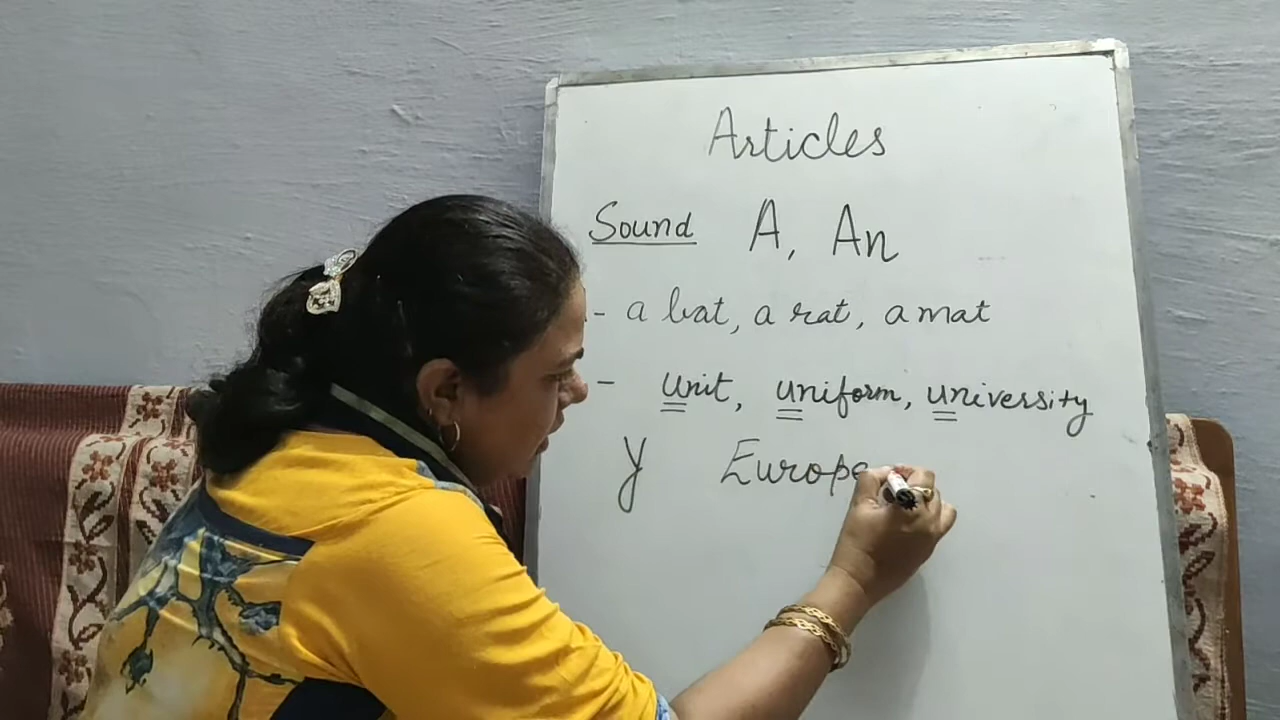 Articles
Sound A, An
- a bat, a rat, a mat
- unit, uniform, university
y Europe